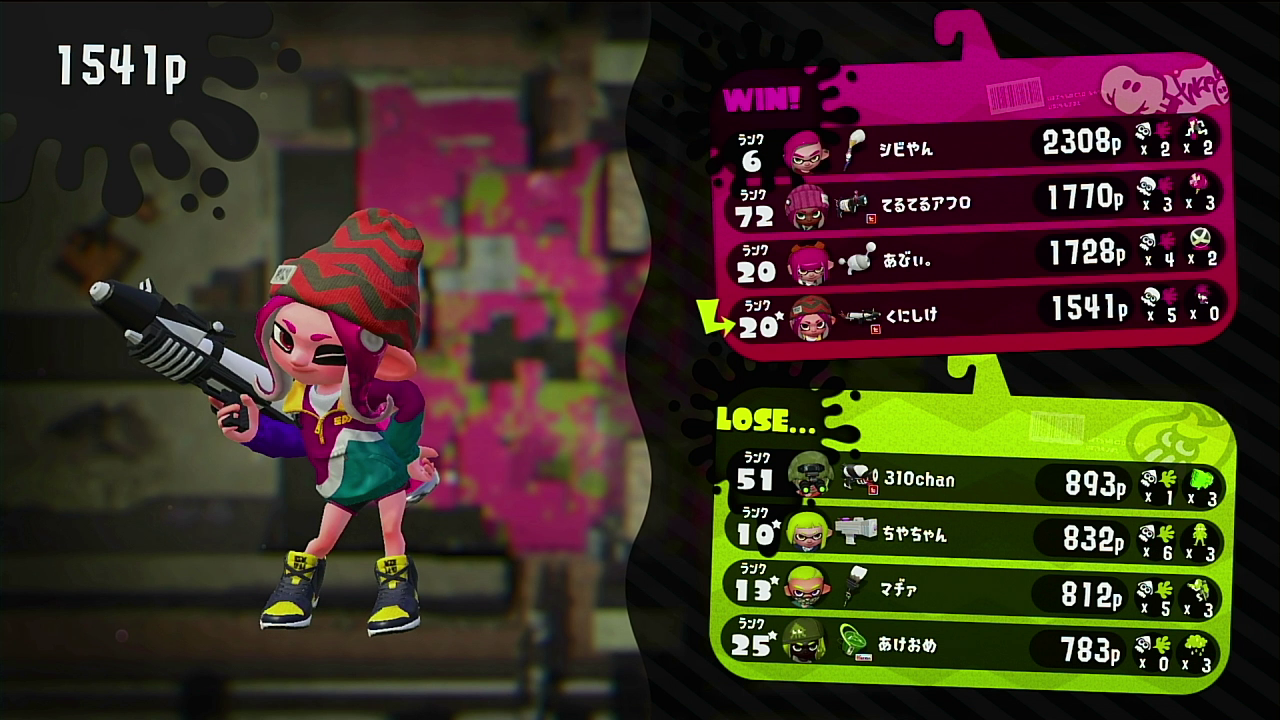 1541p
WIN!
ランク 6 シビやん 2308p x 2 x 2
ランク 72 てるてるアフロ 1770p x 3 x 3
ランク 20 あびぃ。 1728p x 4 x 2
ランク 20 くにしげ 1541p x 5 x 0
LOSE...
ランク 51 310chan 893p x 1 x 3
ランク 10 ちやちゃん 832p x 6 x 3
ランク 13 マヂァ 812p x 5 x 3
ランク 25 あけおめ 783p x 0 x 3